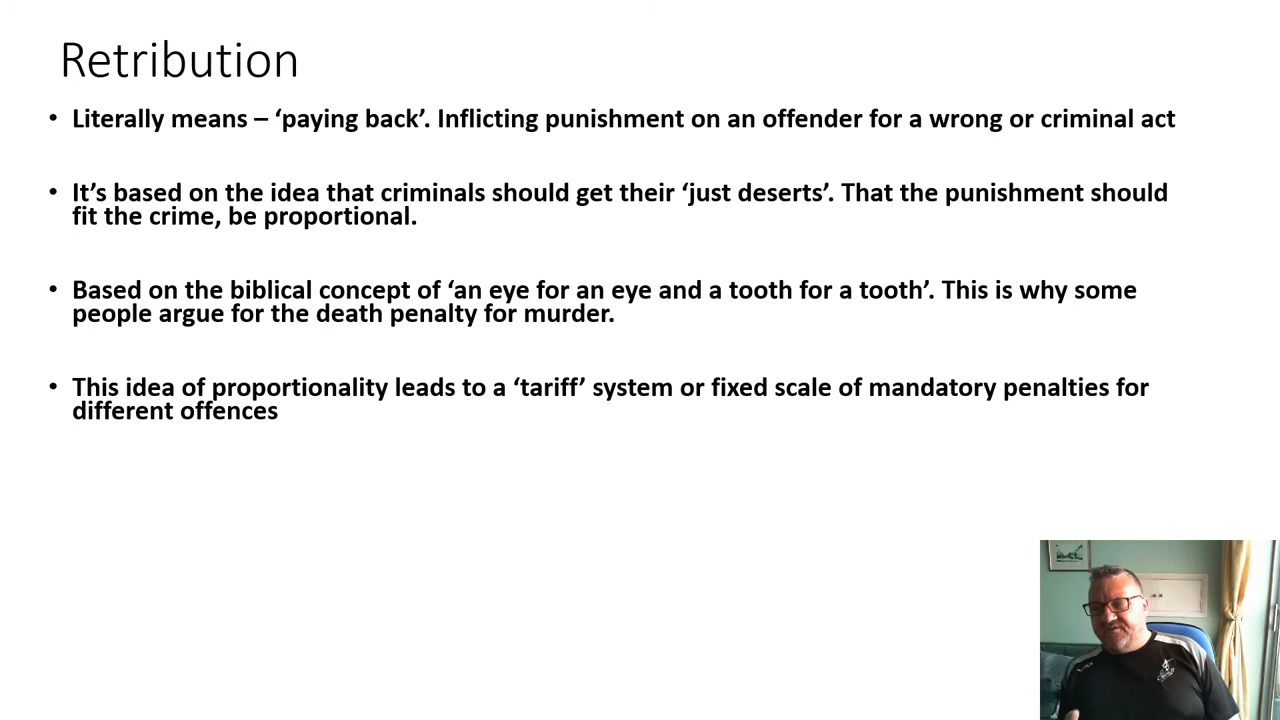 Retribution
• Literally means – ‘paying back’. Inflicting punishment on an offender for a wrong or criminal act
• It’s based on the idea that criminals should get their ‘just deserts’. That the punishment should
fit the crime, be proportional.
• Based on the biblical concept of ‘an eye for an eye and a tooth for a tooth’. This is why some
people argue for the death penalty for murder.
• This idea of proportionality leads to a ‘tariff’ system or fixed scale of mandatory penalties for
different offences